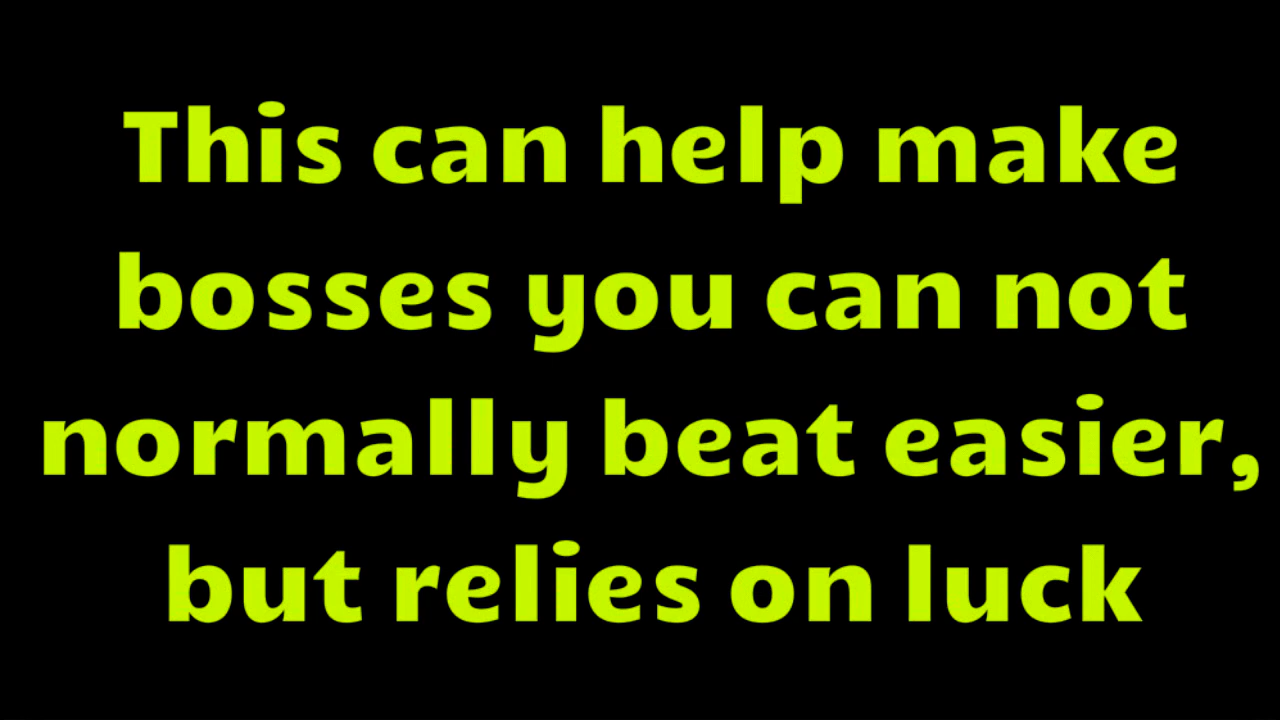 This can help make
bosses you can not
normally beat easier,
but relies on luck